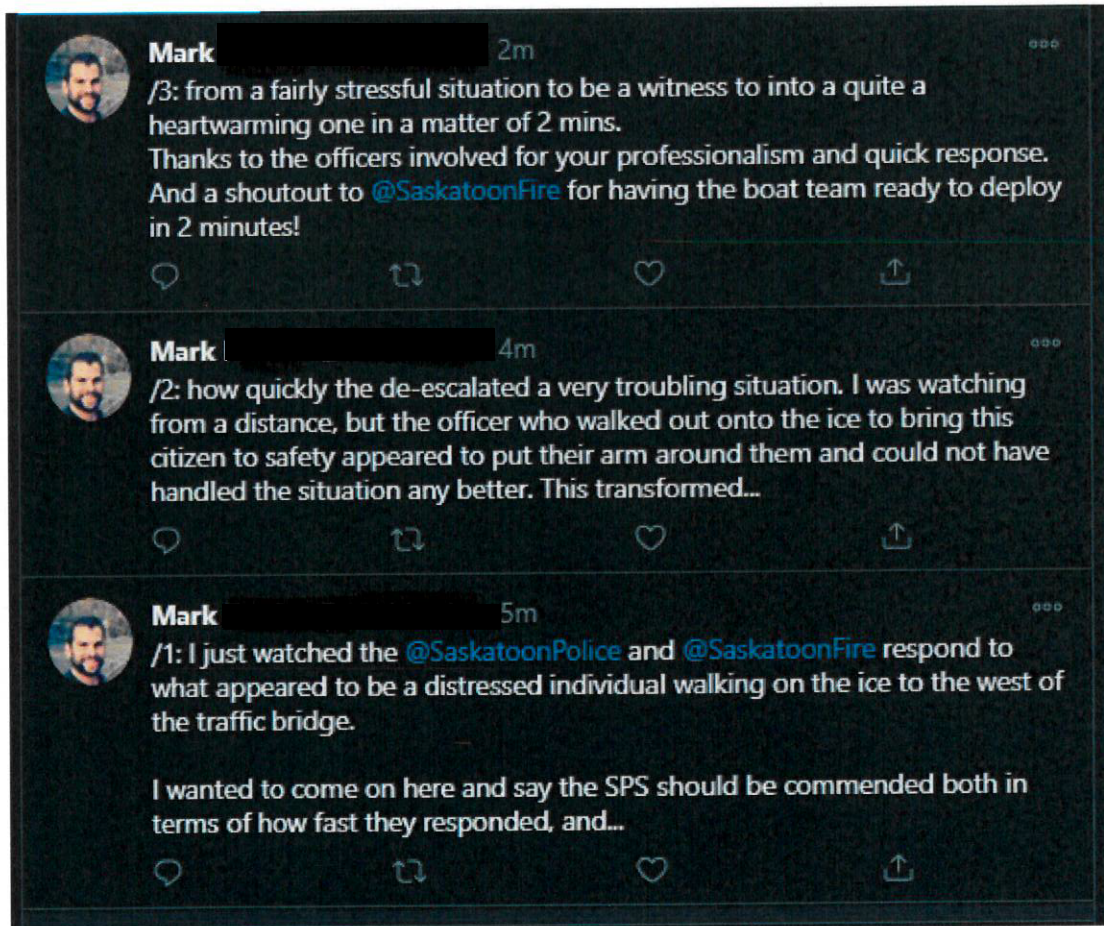 Mark 2m
/3: from a fairly stressful situation to be a witness to into a quite a
heartwarming one in a matter of 2 mins.
Thanks to the officers involved for your professionalism and quick response.
And a shoutout to @SaskatoonFire for having the boat team ready to deploy
in 2 minutes!
Mark 4m
/2: how quickly the de-escalated a very troubling situation. I was watching
from a distance, but the officer who walked out onto the ice to bring this
citizen to safety appeared to put their arm around them and could not have
handled the situation any better. This transformed...
Mark 5m
/1: I just watched the @SaskatoonPolice and @SaskatoonFire respond to
what appeared to be a distressed individual walking on the ice to the west of
the traffic bridge.
I wanted to come on here and say the SPS should be commended both in
terms of how fast they responded, and...